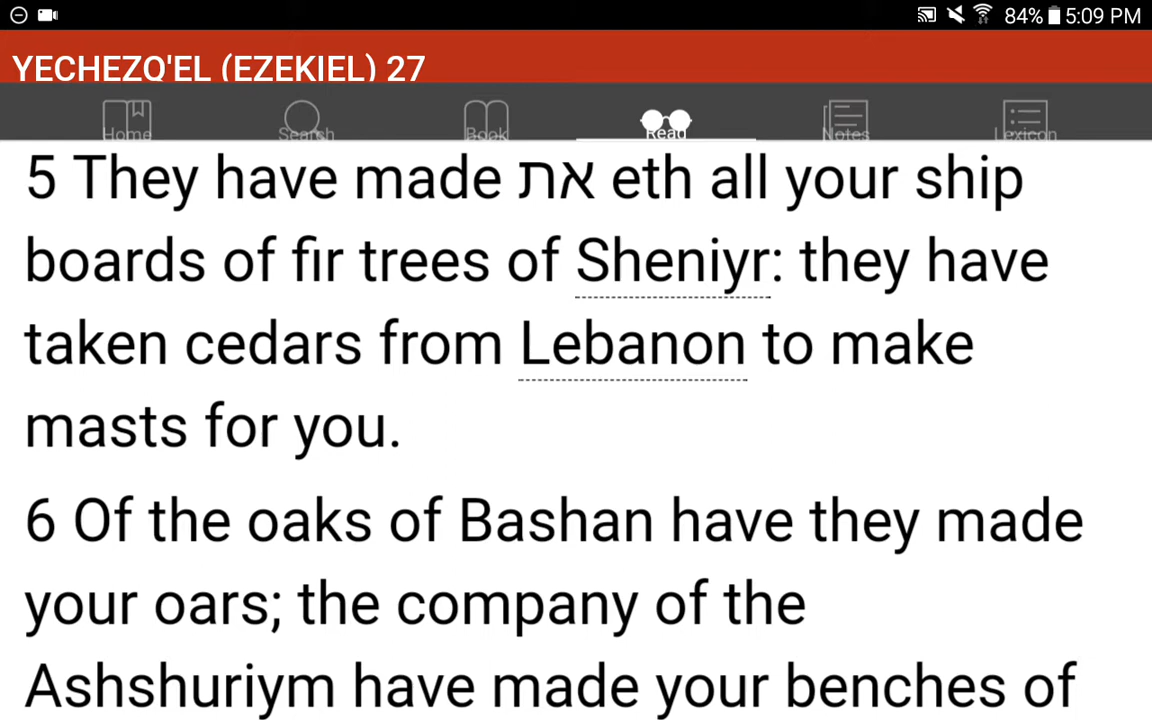 84% 5:09 PM
YECHEZQ'EL (EZEKIEL) 27
Home Search Book Read Notes Lexicon
5 They have made את eth all your ship
boards of fir trees of Sheniyr: they have
taken cedars from Lebanon to make
masts for you.
6 Of the oaks of Bashan have they made
your oars; the company of the
Ashshuriym have made your benches of